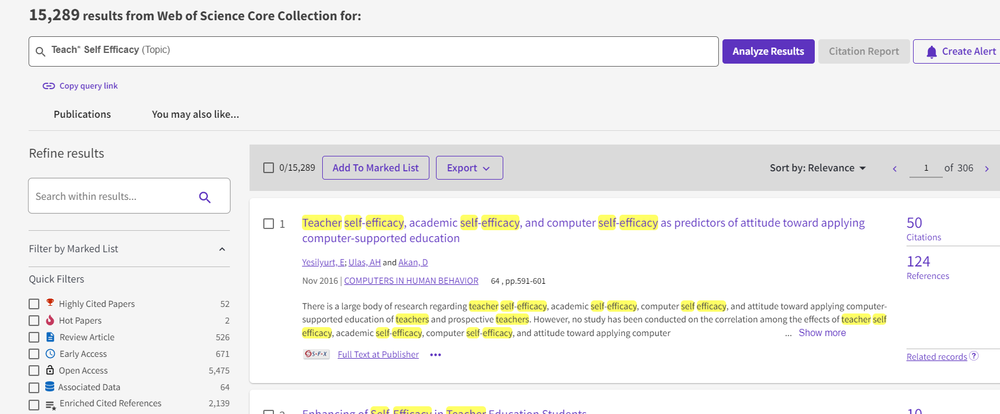 15,289 results from Web of Science Core Collection for:
Teach* Self Efficacy (Topic)
Analyze Results
Citation Report
Create Alert
Copy query link
Publications
You may also like...
Refine results
Search within results...
Filter by Marked List
Quick Filters
Highly Cited Papers 52
Hot Papers 2
Review Article 526
Early Access 671
Open Access 5,475
Associated Data 64
Enriched Cited References 2,139
0/15,289 Add To Marked List Export
Sort by: Relevance
1 of 306
1
Teacher self-efficacy, academic self-efficacy, and computer self-efficacy as predictors of attitude toward applying
computer-supported education
Yesilyurt, E; Ulas, AH and Akan, D
Nov 2016 | COMPUTERS IN HUMAN BEHAVIOR 64 , pp.591-601
There is a large body of research regarding teacher self-efficacy, academic self-efficacy, computer self efficacy, and attitude toward applying computer-
supported education of teachers and prospective teachers. However, no study has been conducted on the correlation among the effects of teacher self
efficacy, academic self-efficacy, computer self-efficacy, and attitude toward applying computer ... Show more
S·F·X Full Text at Publisher
50
Citations
124
References
Related records ?
2
Enhancing of Self-Efficacy in Teacher Education Students
10